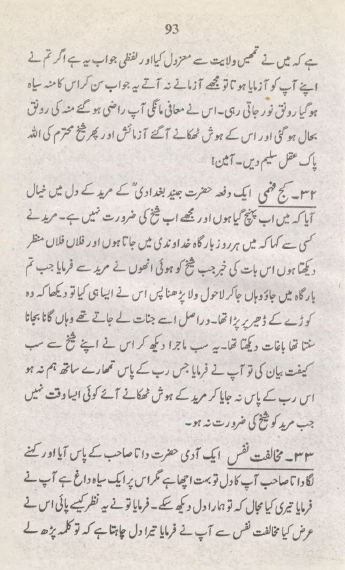 93
ہے کہ میں نے تمھیں ولایت سے معزول کیا اور لفظی جواب یہ ہے اگر تم نے
اپنے آپ کو آزمایا ہوتا تو مجھے آزمانے نہ آتے یہ جواب سن کر اس کا منہ سیاہ
ہوگیا رونق نور جاتی رہی۔ اس نے معافی مانگی آپ راضی ہو گئے منہ کی رونق
بحال ہو گئی اور اس کے ہوش ٹھکانے آگئے آزمائش اور پھر شیخ محترم کی اللہ
پاک عقل سلیم دیں۔ آمین!
۳۲۔ کج فہمی ایک دفعہ حضرت جنید بغدادیؒ کے مرید کے دل میں خیال
آیا کہ میں اب پہنچ گیا ہوں اور مجھے اب شیخ کی ضرورت نہیں ہے۔ مرید نے
کسی سے کہا کہ میں ہر روز بارگاہ خداوندی میں جاتا ہوں اور فلاں فلاں منظر
دیکھتا ہوں اس بات کی خبر جب شیخ کو ہوئی انھوں نے مرید سے فرمایا جب تم
بارگاہ میں جاؤ وہاں جا کر لاحول ولا پڑھنا پس اس نے ایسا ہی کیا تو دیکھا کہ وہ
کوڑے کے ڈھیر پر پڑا تھا۔ دراصل اسے جنات لے جاتے تھے وہاں گانا بجانا
سنتا تھا باغات دیکھتا تھا۔ یہ سب ماجرا دیکھ کر اس نے اپنے شیخ سے سب
کیفیت بیان کی تو آپ نے فرمایا جس رب کے پاس تمھارے ساتھ ہم نہ ہو
اس رب کے پاس نہ جایا کر مرید کے ہوش ٹھکانے آئے کوئی ایسا وقت نہیں
جب مرید کو شیخ کی ضرورت نہ ہو۔
۳۳۔ مخالفت نفس ایک آدمی حضرت داتا صاحب کے پاس آیا اور کہنے
لگا داتا صاحب آپ کا دل تو بہت اچھا ہے مگر اس پر ایک سیاہ داغ ہے آپ نے
فرمایا تیری کیا مجال کہ تو ہمارا دل دیکھ سکے۔ فرمایا تو نے یہ نظر کیسے پائی اس نے
عرض کیا مخالفت نفس سے آپ نے فرمایا تیرا دل چاہتا ہے کہ تو کلمہ پڑھ لے